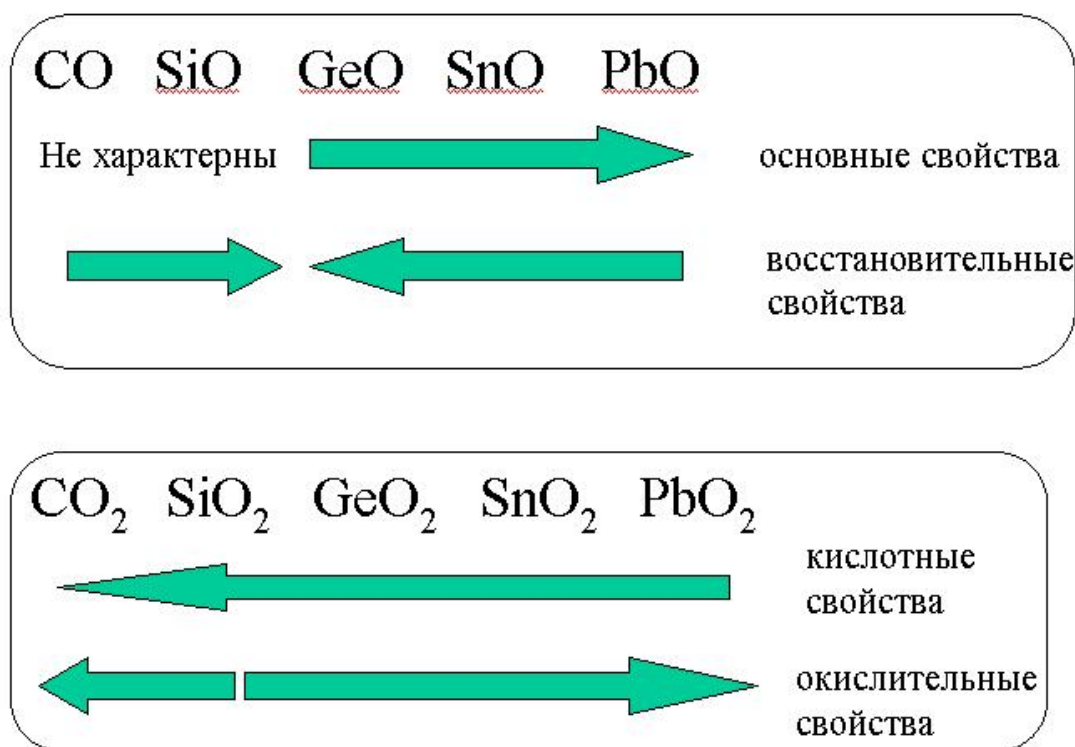 CO SiO GeO SnO PbO
Не характерны
основные свойства
восстановительные
свойства
CO₂ SiO₂ GeO₂ SnO₂ PbO₂
кислотные
свойства
окислительные
свойства